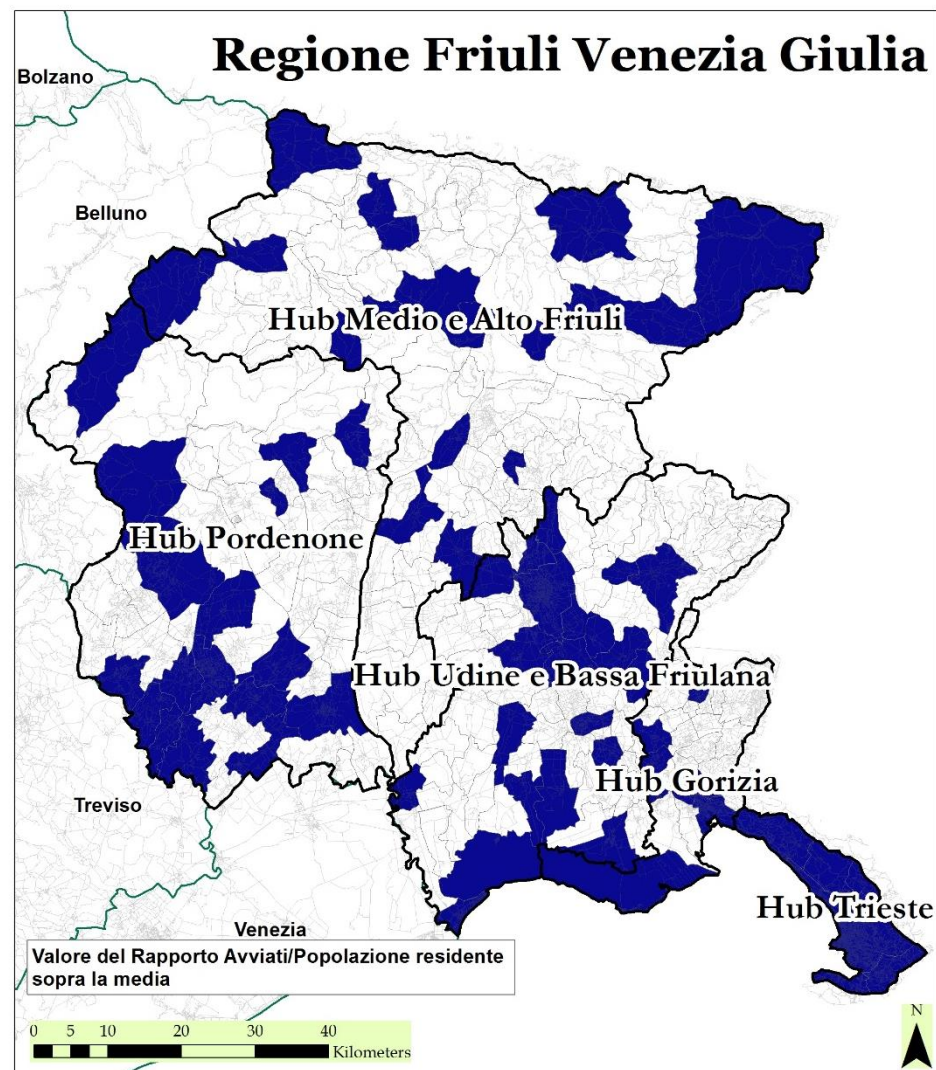 Regione Friuli Venezia Giulia
Bolzano
Belluno
Hub Medio e Alto Friuli
Hub Pordenone
Hub Udine e Bassa Friulana
Hub Gorizia
Treviso
Hub Trieste
Venezia
Valore del Rapporto Avviati/Popolazione residente
sopra la media
N
0 5 10 20 30 40
Kilometers